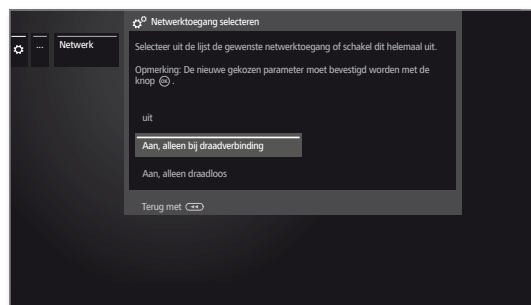 Netwerktoegang selecteren
... Netwerk
Selecteer uit de lijst de gewenste netwerktoegang of schakel dit helemaal uit.
Opmerking: De nieuwe gekozen parameter moet bevestigd worden met de
knop OK .
uit
Aan, alleen bij draadverbinding
Aan, alleen draadloos
Terug met